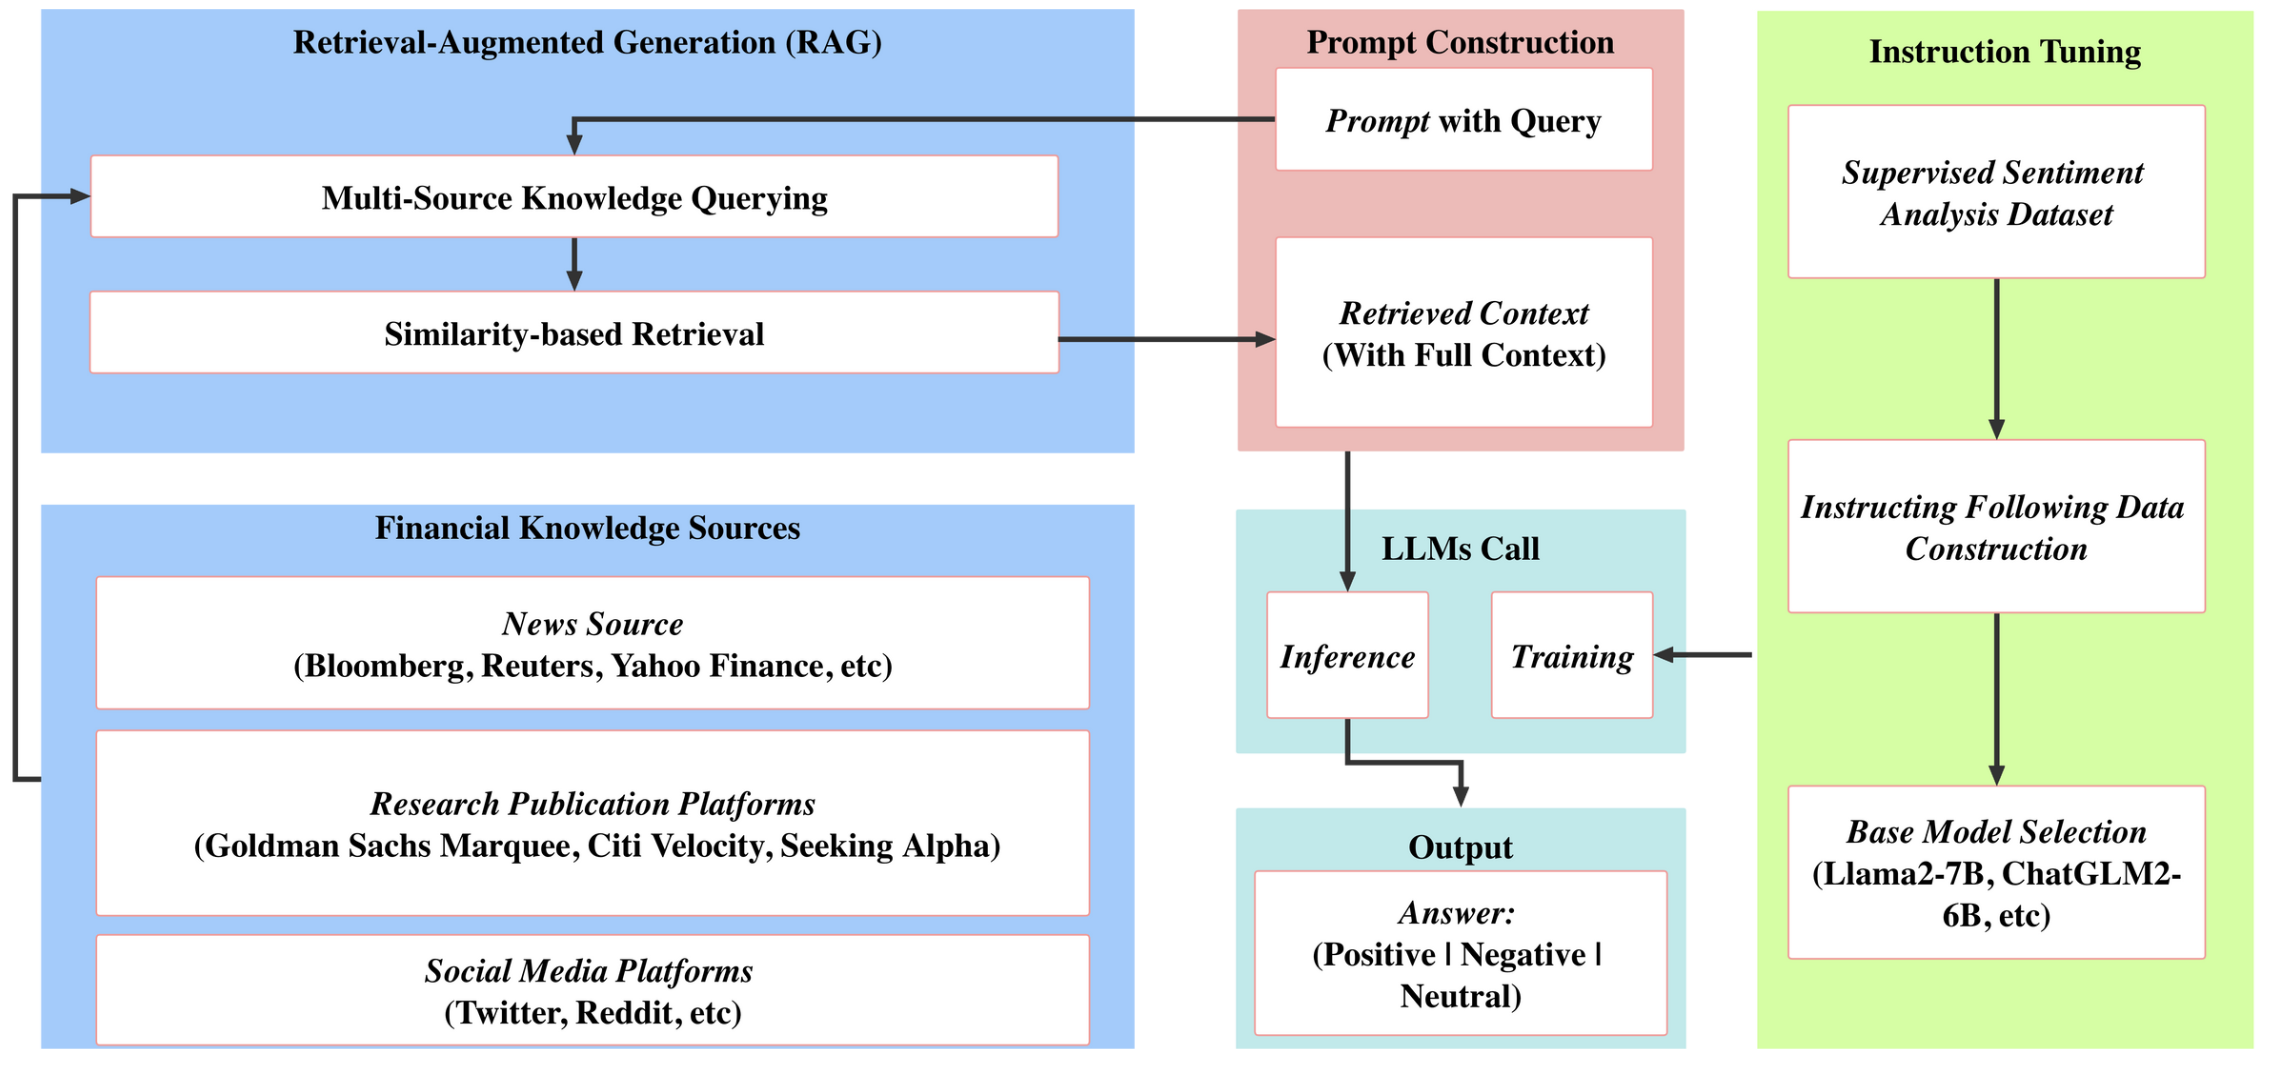 Retrieval-Augmented Generation (RAG)
Multi-Source Knowledge Querying
Similarity-based Retrieval
Financial Knowledge Sources
News Source
(Bloomberg, Reuters, Yahoo Finance, etc)
Research Publication Platforms
(Goldman Sachs Marquee, Citi Velocity, Seeking Alpha)
Social Media Platforms
(Twitter, Reddit, etc)
Prompt Construction
Prompt with Query
Retrieved Context
(With Full Context)
LLMs Call
Inference
Training
Output
Answer:
(Positive | Negative |
Neutral)
Instruction Tuning
Supervised Sentiment
Analysis Dataset
Instructing Following Data
Construction
Base Model Selection
(Llama2-7B, ChatGLM2-
6B, etc)